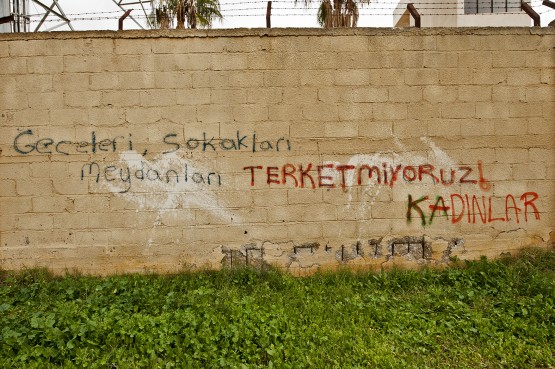 Geceleri, Sokakları
Meydanları TERKETMİYORUZ!
KADINLAR